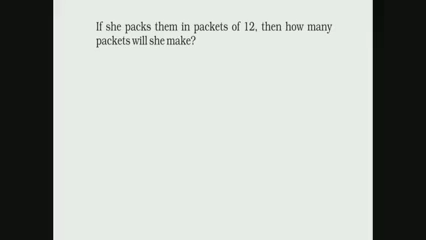 If she packs them in packets of 12, then how many
packets will she make?